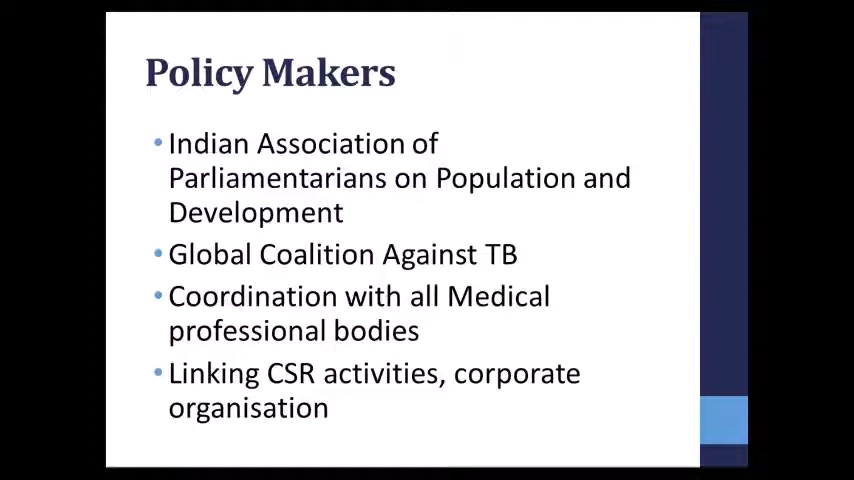 Policy Makers
• Indian Association of
Parliamentarians on Population and
Development
• Global Coalition Against TB
• Coordination with all Medical
professional bodies
• Linking CSR activities, corporate
organisation